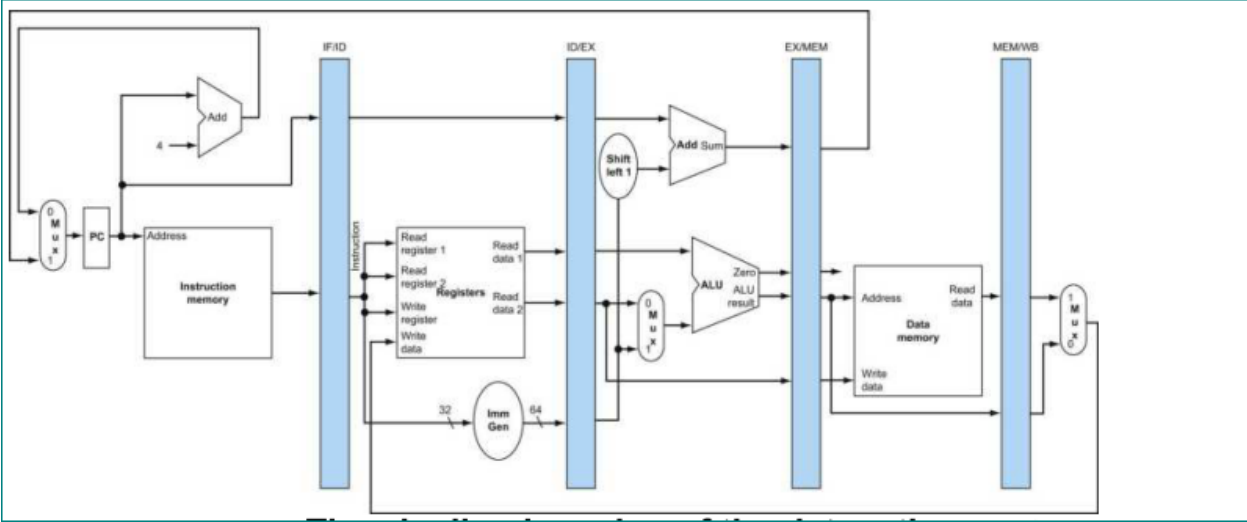 IF/ID
ID/EX
EX/MEM
MEM/WB
Add
4
Shift
left 1
Add Sum
0
M
u
x
1
PC
Address
Instruction
memory
Instruction
Read
register 1
Read
register 2
Registers
Write
register
Write
data
Read
data 1
Read
data 2
0
M
u
x
1
ALU
Zero
ALU
result
Address
Read
data
Data
memory
Write
data
1
M
u
x
0
32
Imm
Gen
64